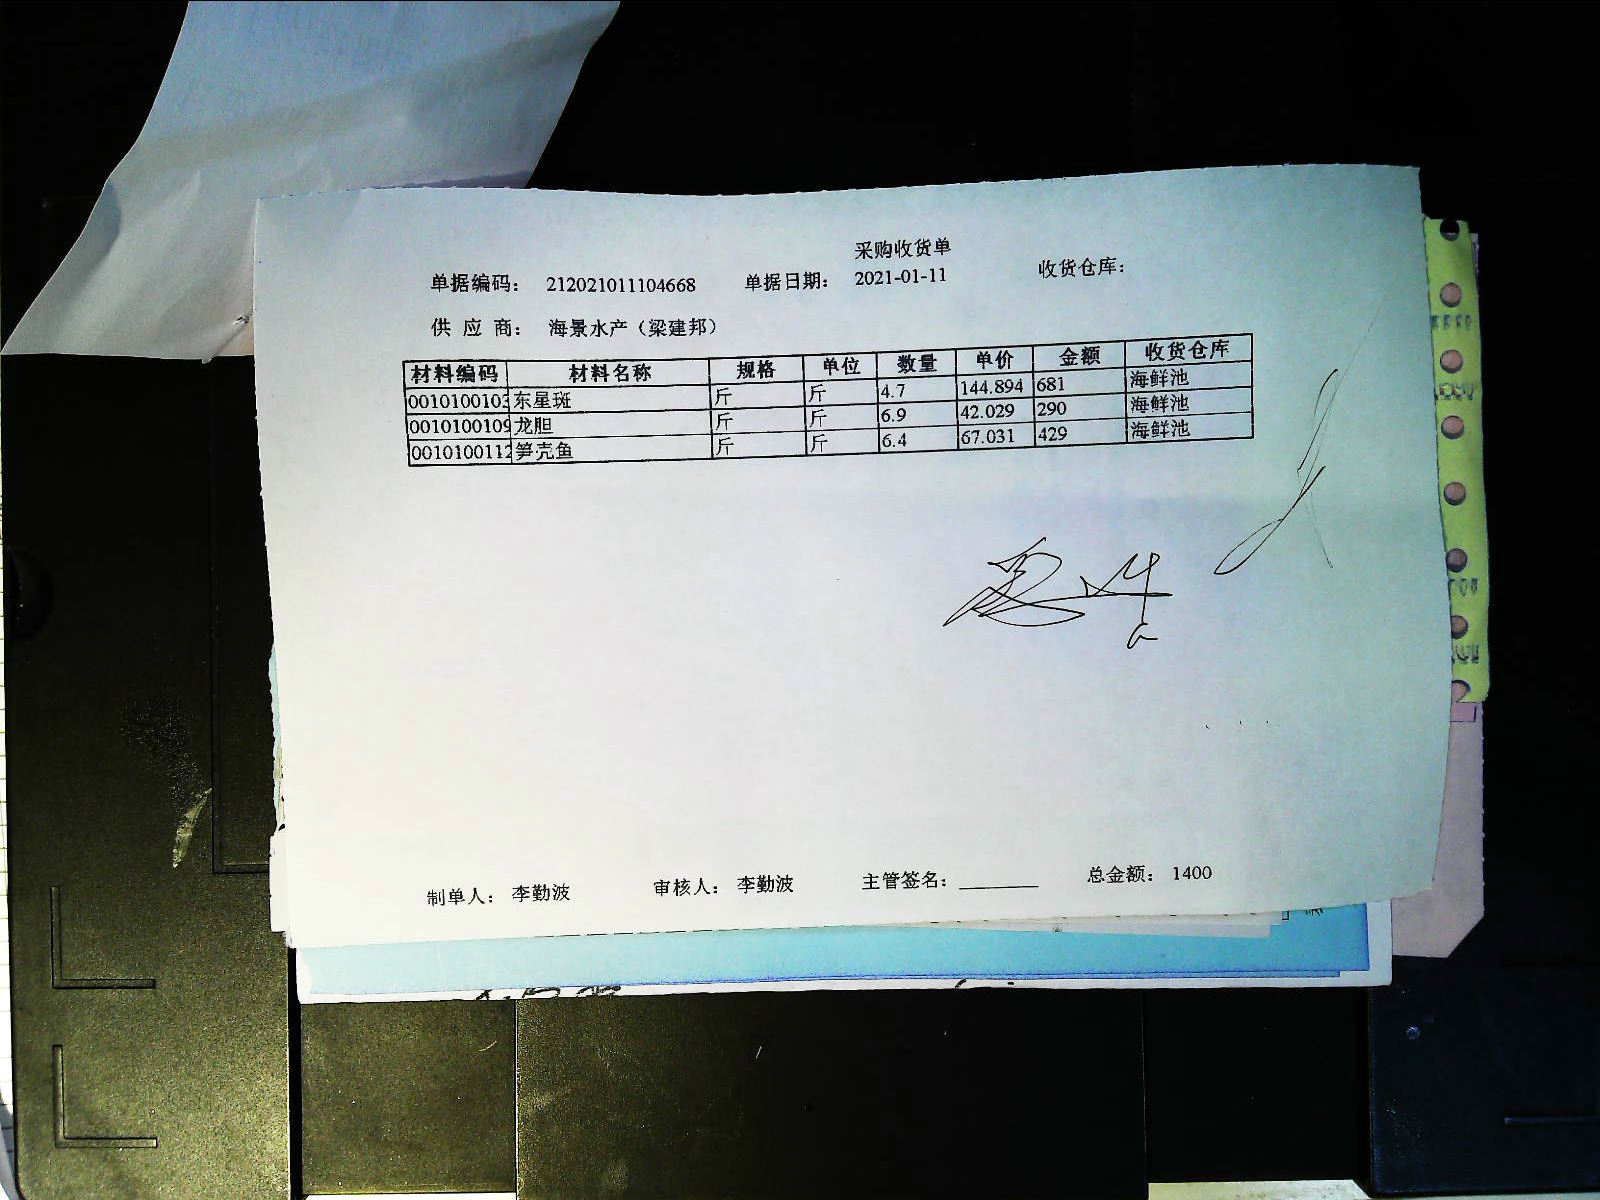 采购收货单
单据编码： 212021011104668 单据日期： 2021-01-11 收货仓库：
供 应 商： 海景水产（梁建邦）
材料编码 材料名称 规格 单位 数量 单价 金额 收货仓库
0010100103 东星斑 斤 斤 4.7 144.894 681 海鲜池
0010100109 龙胆 斤 斤 6.9 42.029 290 海鲜池
0010100112 笋壳鱼 斤 斤 6.4 67.031 429 海鲜池
制单人： 李勤波 审核人： 李勤波 主管签名：________ 总金额： 1400